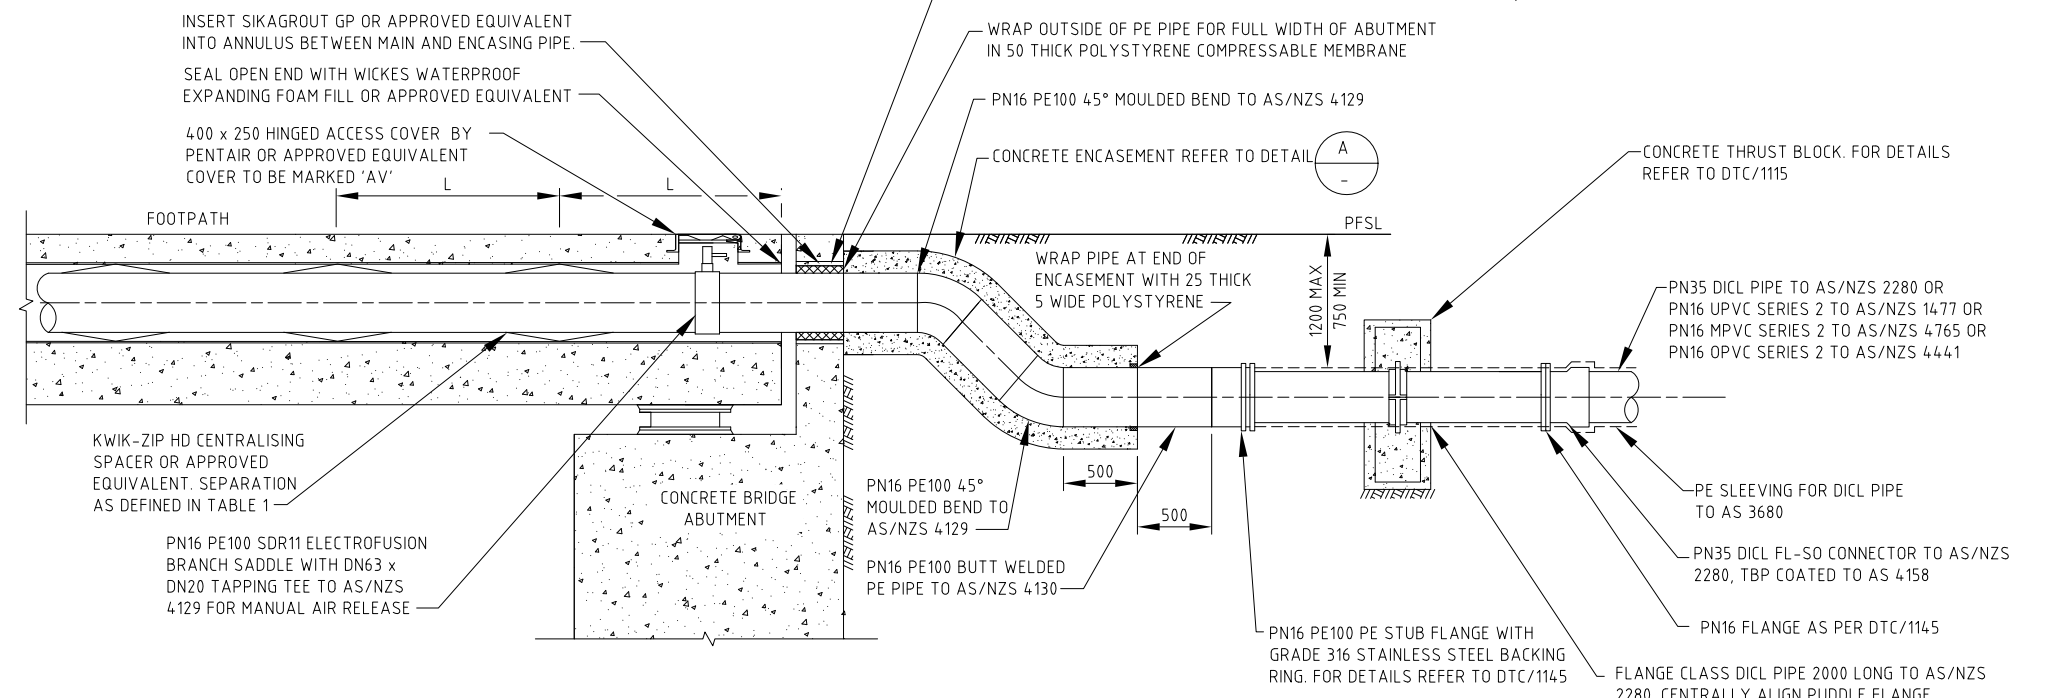 INSERT SIKAGROUT GP OR APPROVED EQUIVALENT
INTO ANNULUS BETWEEN MAIN AND ENCASING PIPE.
SEAL OPEN END WITH WICKES WATERPROOF
EXPANDING FOAM FILL OR APPROVED EQUIVALENT
400 x 250 HINGED ACCESS COVER BY
PENTAIR OR APPROVED EQUIVALENT
COVER TO BE MARKED 'AV'
L
L
FOOTPATH
WRAP OUTSIDE OF PE PIPE FOR FULL WIDTH OF ABUTMENT
IN 50 THICK POLYSTYRENE COMPRESSABLE MEMBRANE
PN16 PE100 45° MOULDED BEND TO AS/NZS 4129
CONCRETE ENCASEMENT REFER TO DETAIL
A
-
CONCRETE THRUST BLOCK. FOR DETAILS
REFER TO DTC/1115
PFSL
WRAP PIPE AT END OF
ENCASEMENT WITH 25 THICK
5 WIDE POLYSTYRENE
1200 MAX
750 MIN
PN35 DICL PIPE TO AS/NZS 2280 OR
PN16 UPVC SERIES 2 TO AS/NZS 1477 OR
PN16 MPVC SERIES 2 TO AS/NZS 4765 OR
PN16 OPVC SERIES 2 TO AS/NZS 4441
KWIK-ZIP HD CENTRALISING
SPACER OR APPROVED
EQUIVALENT. SEPARATION
AS DEFINED IN TABLE 1
CONCRETE BRIDGE
ABUTMENT
PN16 PE100 SDR11 ELECTROFUSION
BRANCH SADDLE WITH DN63 x
DN20 TAPPING TEE TO AS/NZS
4129 FOR MANUAL AIR RELEASE
PN16 PE100 45°
MOULDED BEND TO
AS/NZS 4129
500
500
PN16 PE100 BUTT WELDED
PE PIPE TO AS/NZS 4130
PE SLEEVING FOR DICL PIPE
TO AS 3680
PN35 DICL FL-SO CONNECTOR TO AS/NZS
2280, TBP COATED TO AS 4158
PN16 FLANGE AS PER DTC/1145
PN16 PE100 PE STUB FLANGE WITH
GRADE 316 STAINLESS STEEL BACKING
RING. FOR DETAILS REFER TO DTC/1145
FLANGE CLASS DICL PIPE 2000 LONG TO AS/NZS
2280. CENTRALLY ALIGN PUDDLE FLANGE